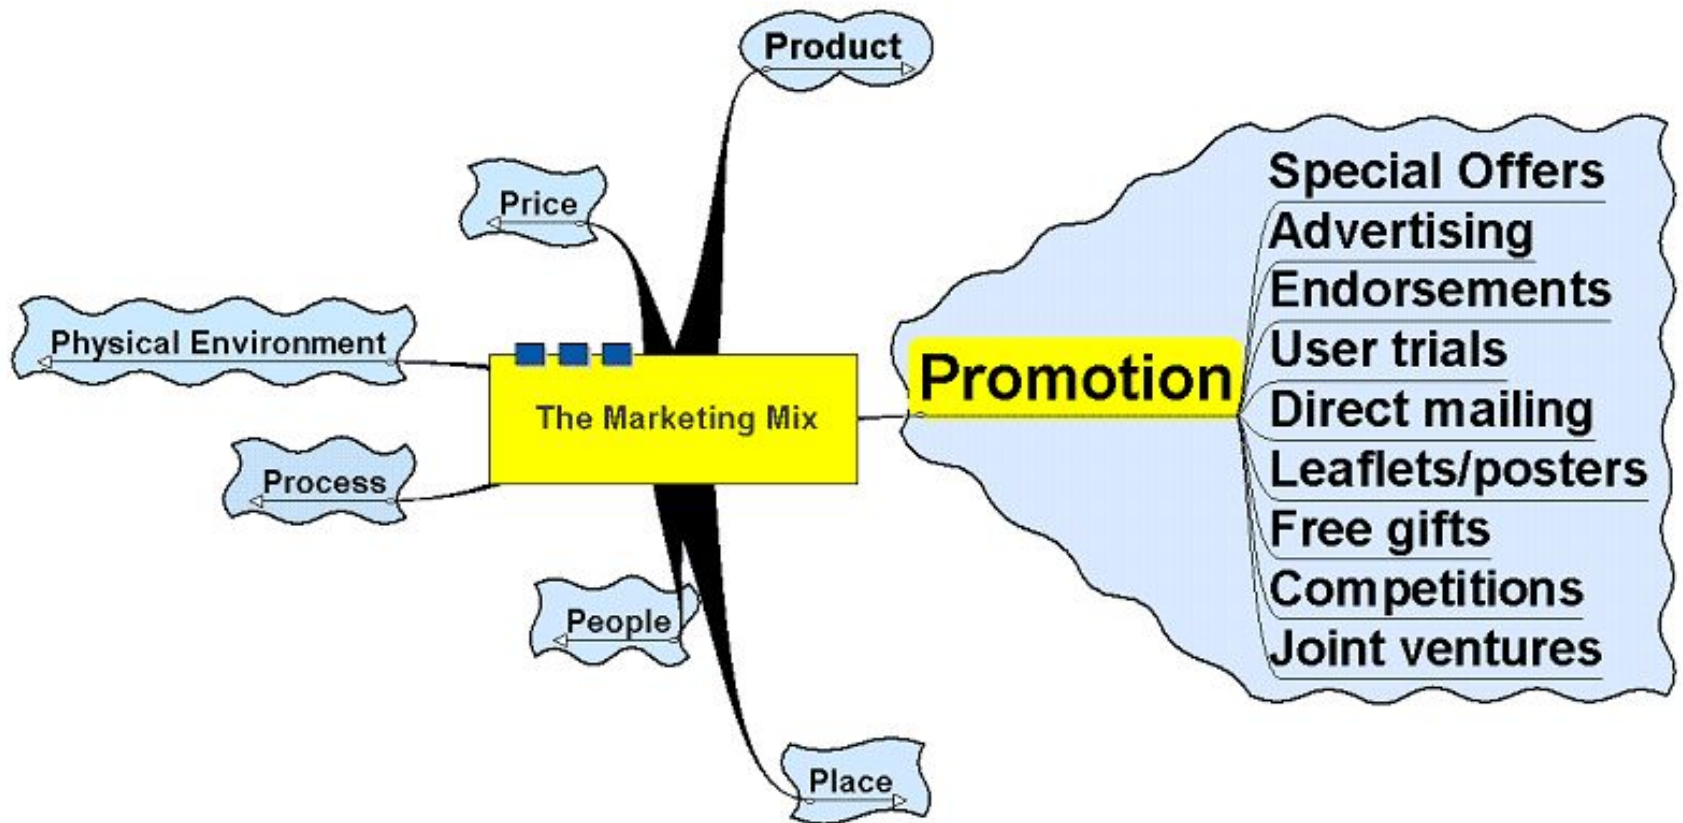 Product
Price
Physical Environment
The Marketing Mix
Process
People
Place
Promotion
Special Offers
Advertising
Endorsements
User trials
Direct mailing
Leaflets/posters
Free gifts
Competitions
Joint ventures